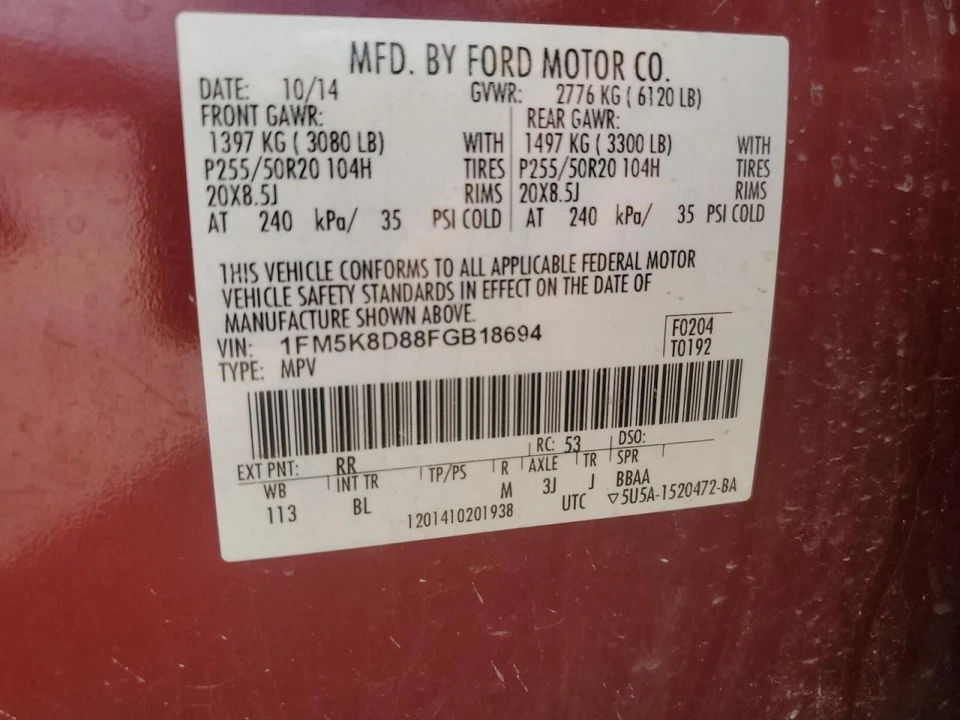 MFD. BY FORD MOTOR CO.
DATE: 10/14 GVWR: 2776 KG ( 6120 LB)
FRONT GAWR: REAR GAWR:
1397 KG ( 3080 LB) WITH 1497 KG ( 3300 LB) WITH
P255/50R20 104H TIRES P255/50R20 104H TIRES
20X8.5J RIMS 20X8.5J RIMS
AT 240 kPa/ 35 PSI COLD AT 240 kPa/ 35 PSI COLD
THIS VEHICLE CONFORMS TO ALL APPLICABLE FEDERAL MOTOR
VEHICLE SAFETY STANDARDS IN EFFECT ON THE DATE OF
MANUFACTURE SHOWN ABOVE.
VIN: 1FM5K8D88FGB18694 F0204
TYPE: MPV T0192
EXT PNT: RR RC: 53 DSO:
WB INT TR TP/PS R AXLE TR SPR
113 BL M 3J J BBAA
1201410201938 UTC ▽5U5A-1520472-BA